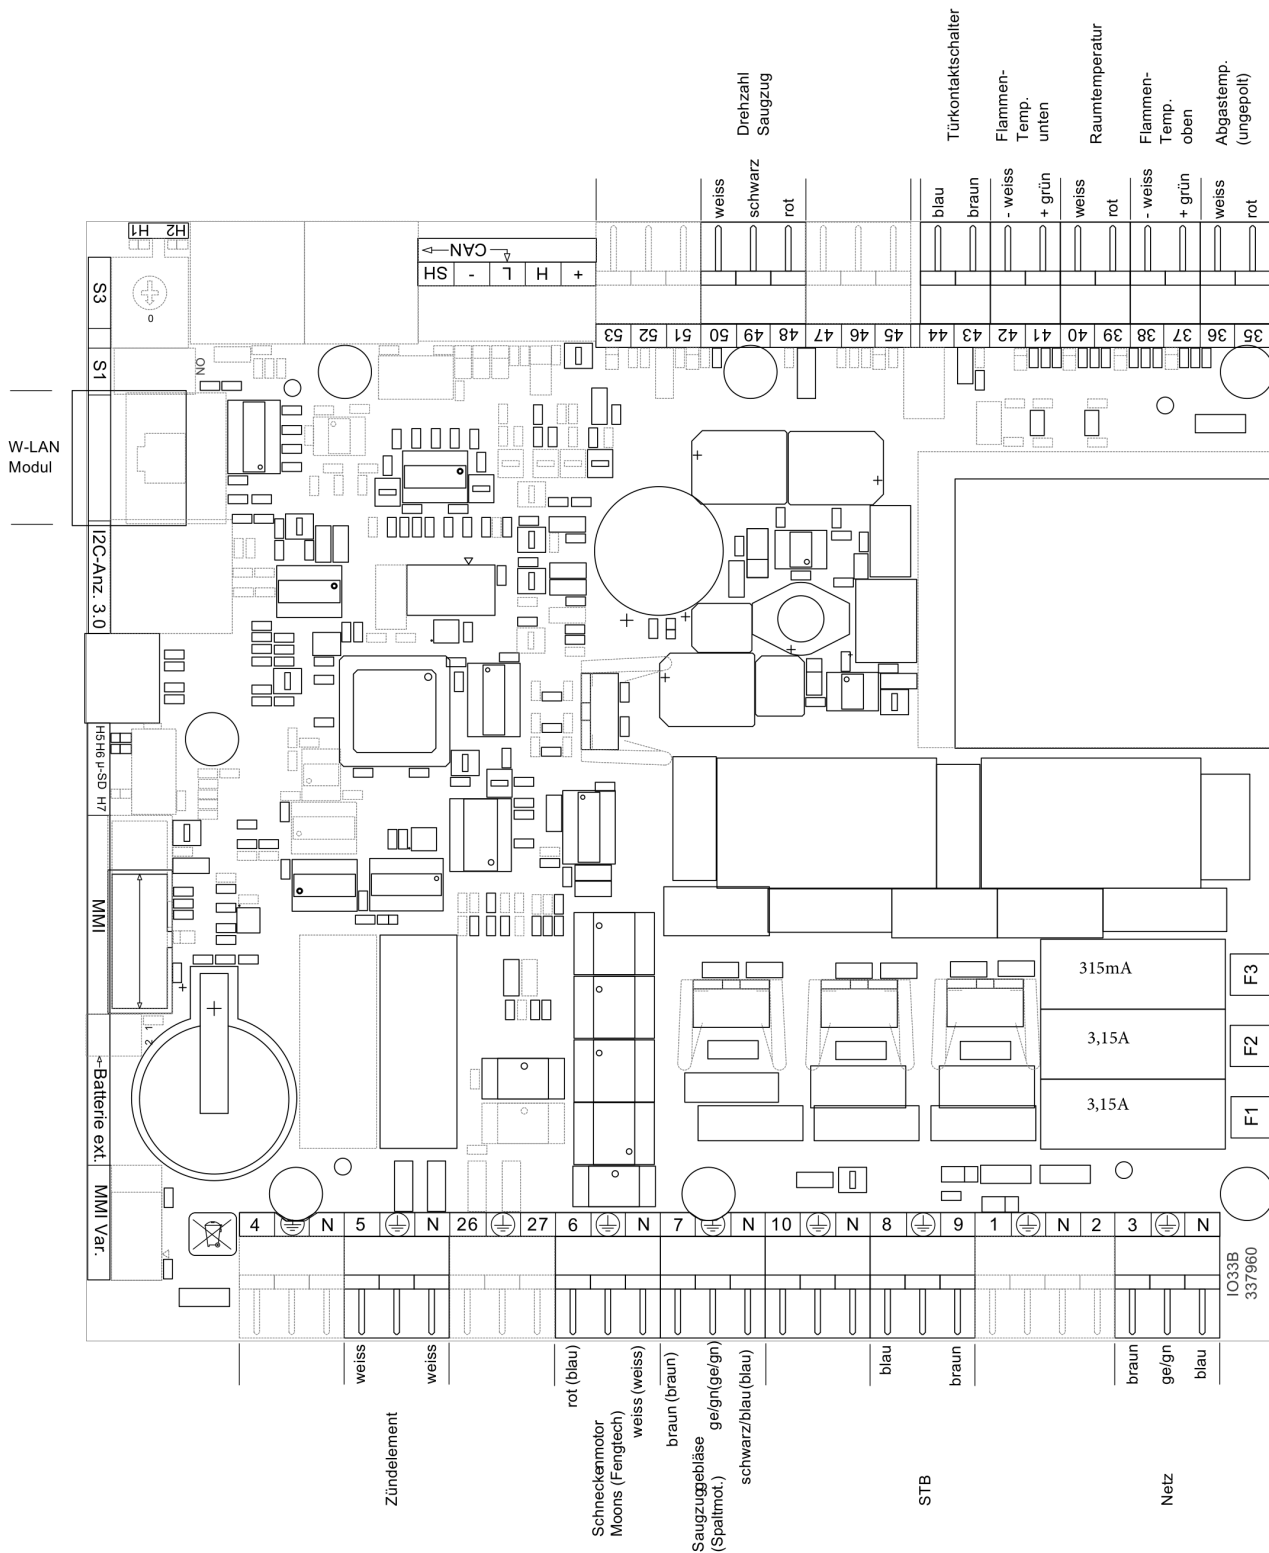 Drehzahl
Saugzug
Türkontaktschalter
Flammen-
Temp.
unten
Raumtemperatur
Flammen-
Temp.
oben
Abgastemp.
(ungepolt)
weiss
schwarz
rot
blau
braun
- weiss
+ grün
weiss
rot
- weiss
+ grün
weiss
rot
H1
H2
CAN
SH
-
L
H
+
53
52
51
50
49
48
47
46
45
44
43
42
41
40
39
38
37
36
35
S3
0
S1
ON
W-LAN
Modul
I2C-Anz. 3.0
H5H6 µ-SD H7
MMI
2 1
Batterie ext.
MMI Var.
315mA
3,15A
3,15A
F3
F2
F1
4
N
5
N
26
27
6
N
7
N
10
N
8
9
1
N
2
3
N
IO33B
337960
weiss
weiss
rot (blau)
weiss (weiss)
braun (braun)
ge/gn(ge/gn)
schwarz/blau (blau)
blau
braun
braun
ge/gn
blau
Zündelement
Schneckenmotor
Moons (Fengtech)
Saugzuggebläse
(Spaltmot.)
STB
Netz